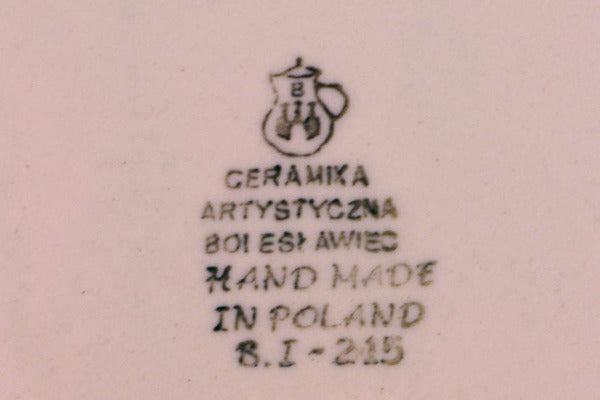 B
CERAMIKA
ARTYSTYCZNA
BOLESŁAWIEC
HAND MADE
IN POLAND
B.I-215